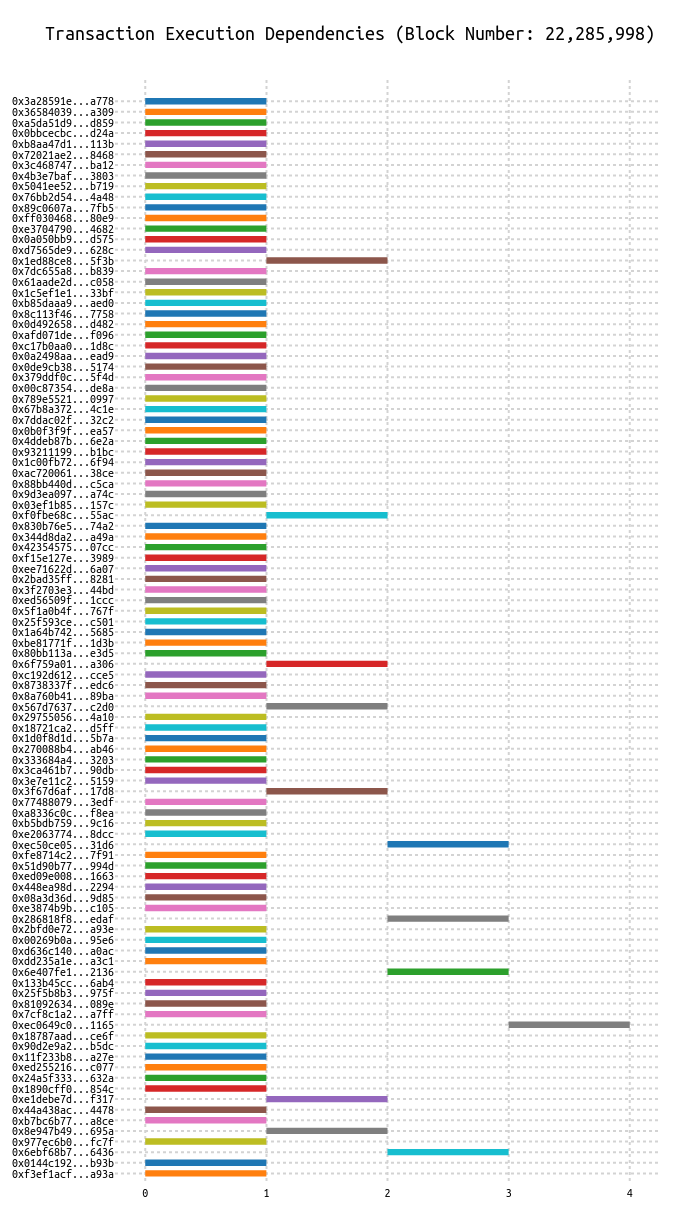 Transaction Execution Dependencies (Block Number: 22,285,998)
0x3a28591e...a778
0x36584039...a309
0xa5da51d9...d859
0x0bbcecbc...d24a
0xb8aa47d1...113b
0x72021ae2...8468
0x3c468747...ba12
0x4b3e7baf...3803
0x5041ee52...b719
0x76bb2d54...4a48
0x89c0607a...7fb5
0xff030468...80e9
0xe3704790...4682
0x0a050bb9...d575
0xd7565de9...628c
0x1ed88ce8...5f3b
0x7dc655a8...b839
0x61aade2d...c058
0x1c5ef1e1...33bf
0xb85daaa9...aed0
0x8c113f46...7758
0x0d492658...d482
0xafd071de...f096
0xc17b0aa0...1d8c
0x0a2498aa...ead9
0x0de9cb38...5174
0x379ddf0c...5f4d
0x00c87354...de8a
0x789e5521...0997
0x67b8a372...4c1e
0x7ddac02f...32c2
0x0b0f3f9f...ea57
0x4ddeb87b...6e2a
0x93211199...b1bc
0x1c00fb72...6f94
0xac720061...38ce
0x88bb440d...c5ca
0x9d3ea097...a74c
0x03ef1b85...157c
0xf0fbe68c...55ac
0x830b76e5...74a2
0x344d8da2...a49a
0x42354575...07cc
0xf15e127e...3989
0xee71622d...6a07
0x2bad35ff...8281
0x3f2703e3...44bd
0xed56509f...1ccc
0x5f1a0b4f...767f
0x25f593ce...c501
0x1a64b742...5685
0xbe81771f...1d3b
0x80bb113a...e3d5
0x6f759a01...a306
0xc192d612...cce5
0x8738337f...edc6
0x8a760b41...89ba
0x567d7637...c2d0
0x29755056...4a10
0x18721ca2...d5ff
0x1d0f8d1d...5b7a
0x270088b4...ab46
0x333684a4...3203
0x3ca461b7...90db
0x3e7e11c2...5159
0x3f67d6af...17d8
0x77488079...3edf
0xa8336c0c...f8ea
0xb5bdb759...9c16
0xe2063774...8dcc
0xec50ce05...31d6
0xfe8714c2...7f91
0x51d90b77...994d
0xed09e008...1663
0x448ea98d...2294
0x08a3d36d...9d85
0xe3874b9b...c105
0x286818f8...edaf
0x2bfd0e72...a93e
0x00269b0a...95e6
0xd636c140...a0ac
0xdd235a1e...a3c1
0x6e407fe1...2136
0x133b45cc...6ab4
0x25f5b8b3...975f
0x81092634...089e
0x7cf8c1a2...a7ff
0xec0649c0...1165
0x18787aad...ce6f
0x90d2e9a2...b5dc
0x11f233b8...a27e
0xed255216...c077
0x24a5f333...632a
0x1890cff0...854c
0xe1debe7d...f317
0x44a438ac...4478
0xb7bc6b77...a8ce
0x8e947b49...695a
0x977ec6b0...fc7f
0x6ebf68b7...6436
0x0144c192...b93b
0xf3ef1acf...a93a
0 1 2 3 4